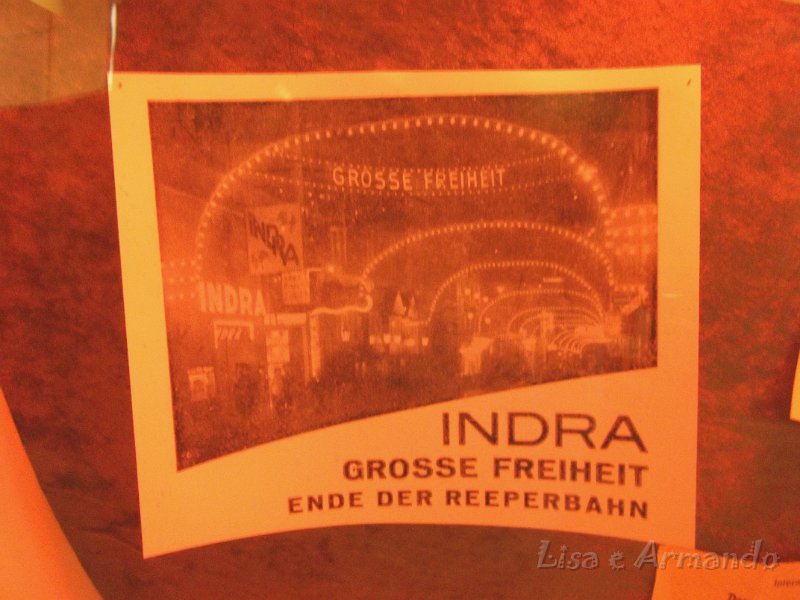 GROSSE FREIHEIT
INDRA
INDRA
INDRA
GROSSE FREIHEIT
ENDE DER REEPERBAHN
Lisa e Armando